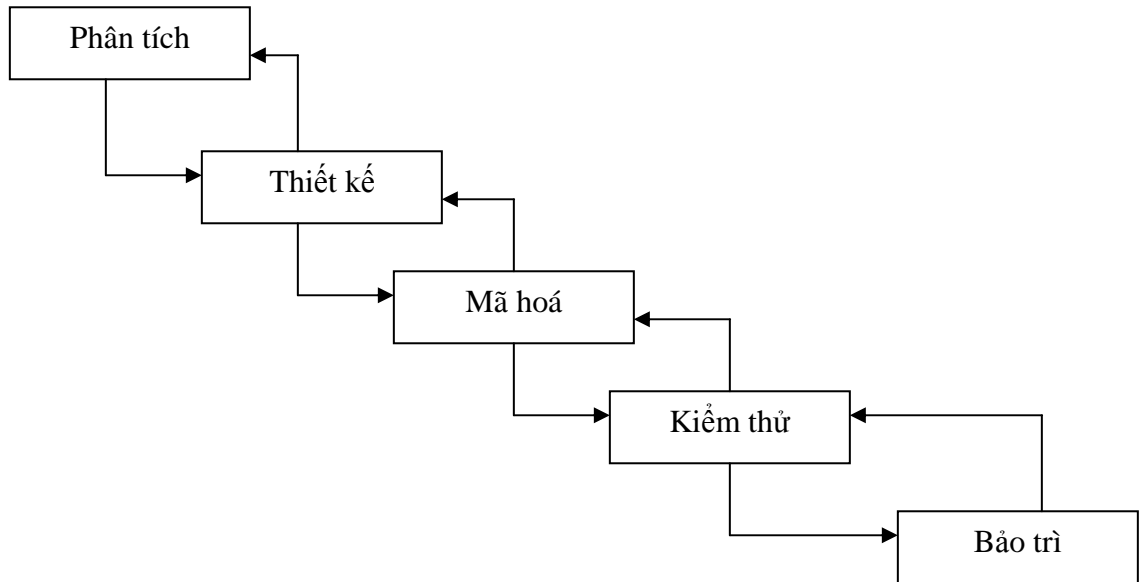 Phân tích
Thiết kế
Mã hoá
Kiểm thử
Bảo trì